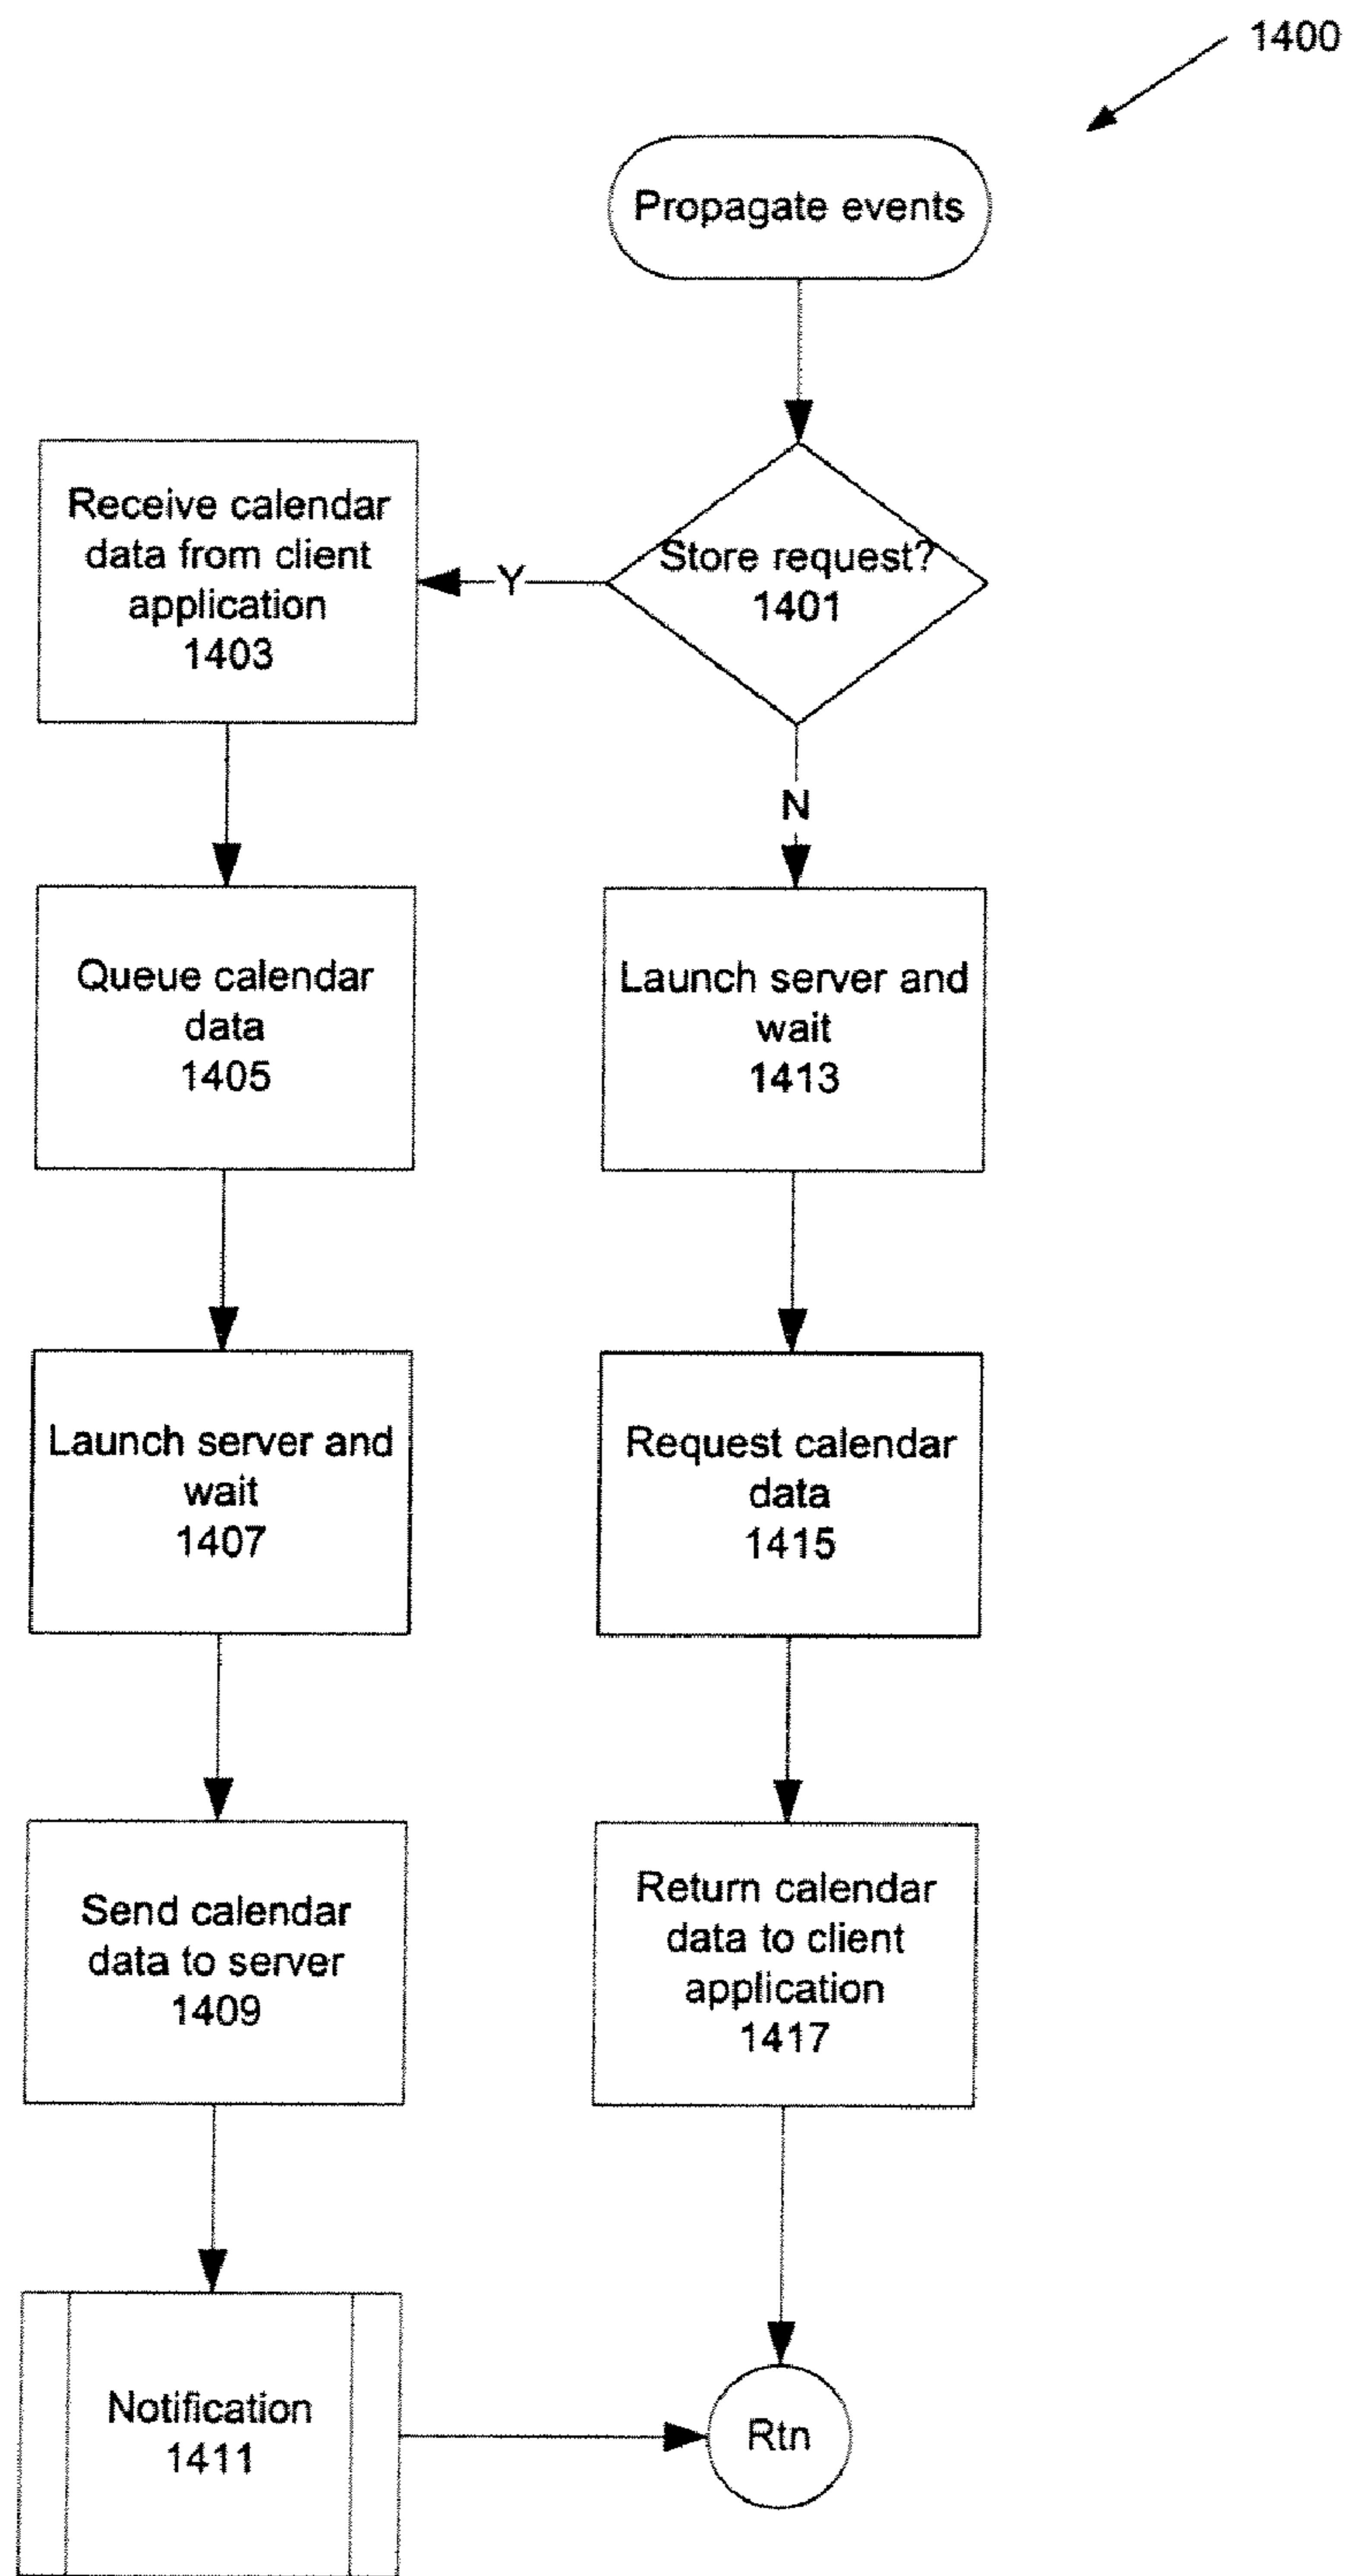 1400
Propagate events
Store request?
1401
Y
N
Receive calendar
data from client
application
1403
Queue calendar
data
1405
Launch server and
wait
1407
Send calendar
data to server
1409
Notification
1411
Launch server and
wait
1413
Request calendar
data
1415
Return calendar
data to client
application
1417
Rtn